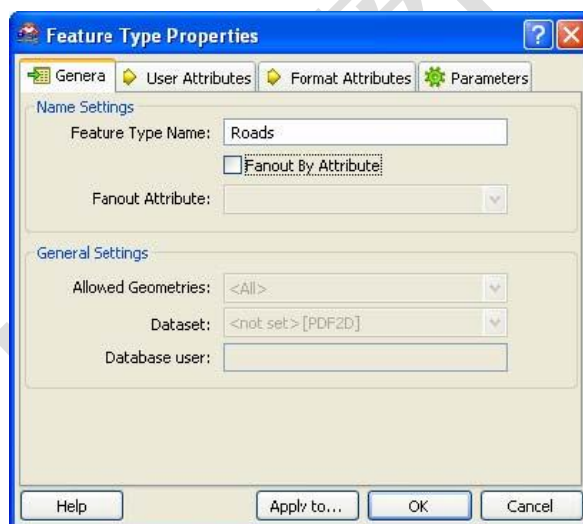 Feature Type Properties
Genera User Attributes Format Attributes Parameters
Name Settings
Feature Type Name: Roads
Fanout By Attribute
Fanout Attribute:
General Settings
Allowed Geometries: <All>
Dataset: <not set> [PDF2D]
Database user:
Help Apply to... OK Cancel